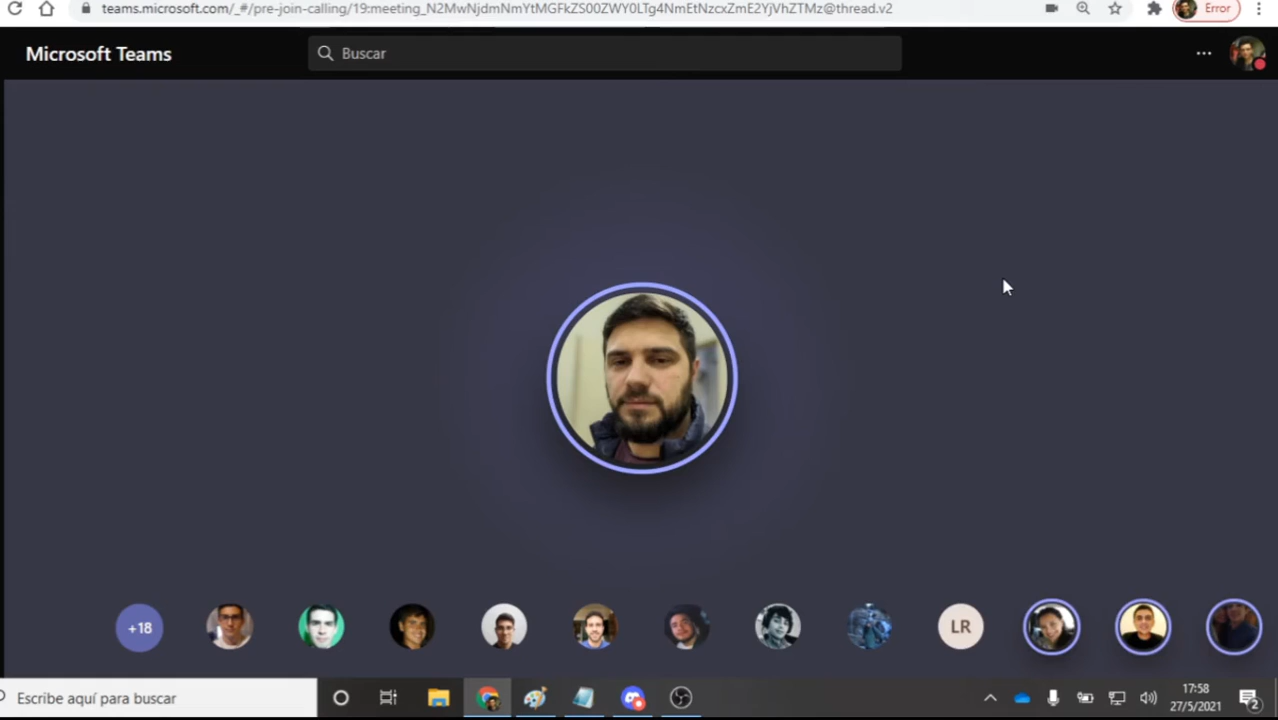 teams.microsoft.com/_#/pre-join-calling/19:meeting_N2MwNjdmNmYtMGFkZS00ZWY0LTg4NmEtNzcxZmE2YjVhZTMz@thread.v2
Error
Microsoft Teams
Buscar
+18
LR
Escribe aquí para buscar
17:58
27/5/2021
2